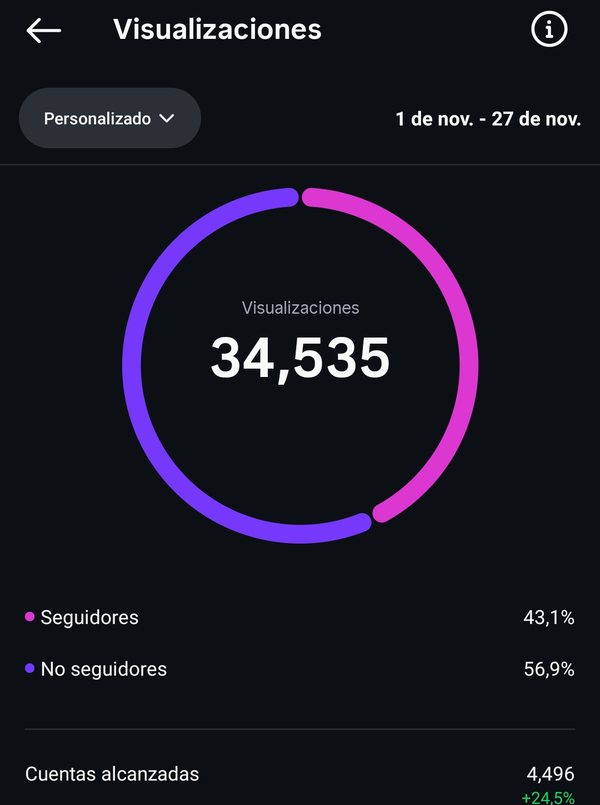 Visualizaciones
Personalizado
1 de nov. - 27 de nov.
Visualizaciones
34,535
Seguidores 43,1%
No seguidores 56,9%
Cuentas alcanzadas 4,496
+24,5%